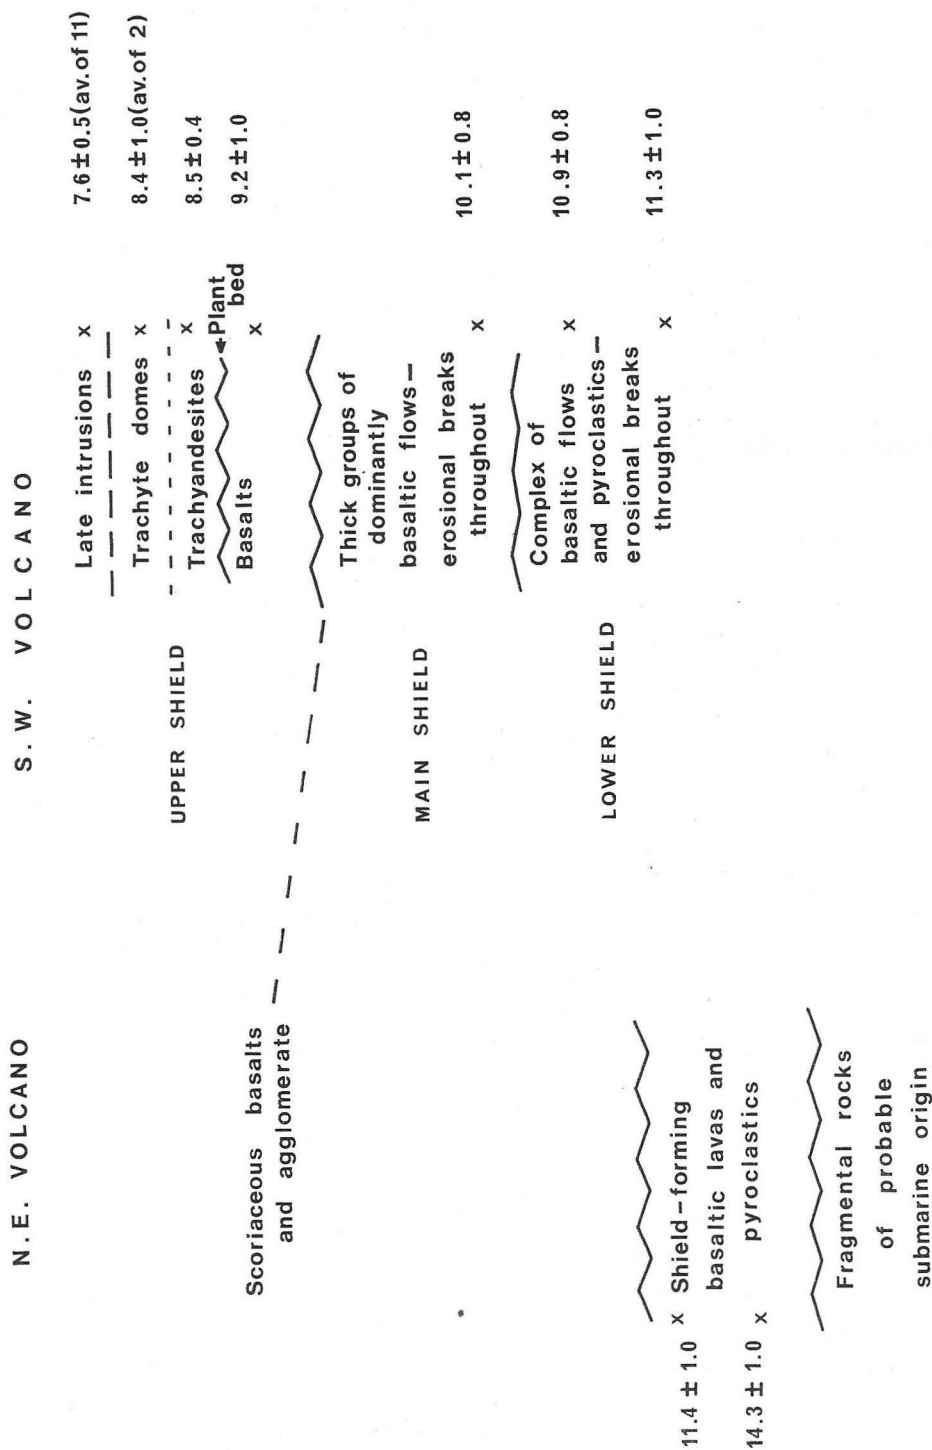 N.E. VOLCANO
S.W. VOLCANO
Late intrusions x 7.6±0.5(av.of 11)
Trachyte domes x 8.4±1.0(av.of 2)
UPPER SHIELD
Trachyandesites x 8.5±0.4
Plant
bed
Basalts x 9.2±1.0
Scoriaceous basalts
and agglomerate
MAIN SHIELD
Thick groups of
dominantly
basaltic flows—
erosional breaks
throughout x 10.1±0.8
LOWER SHIELD
Complex of
basaltic flows x 10.9±0.8
and pyroclastics—
erosional breaks
throughout x 11.3±1.0
11.4 ± 1.0 x Shield-forming
basaltic lavas and
14.3 ± 1.0 x pyroclastics
Fragmental rocks
of probable
submarine origin